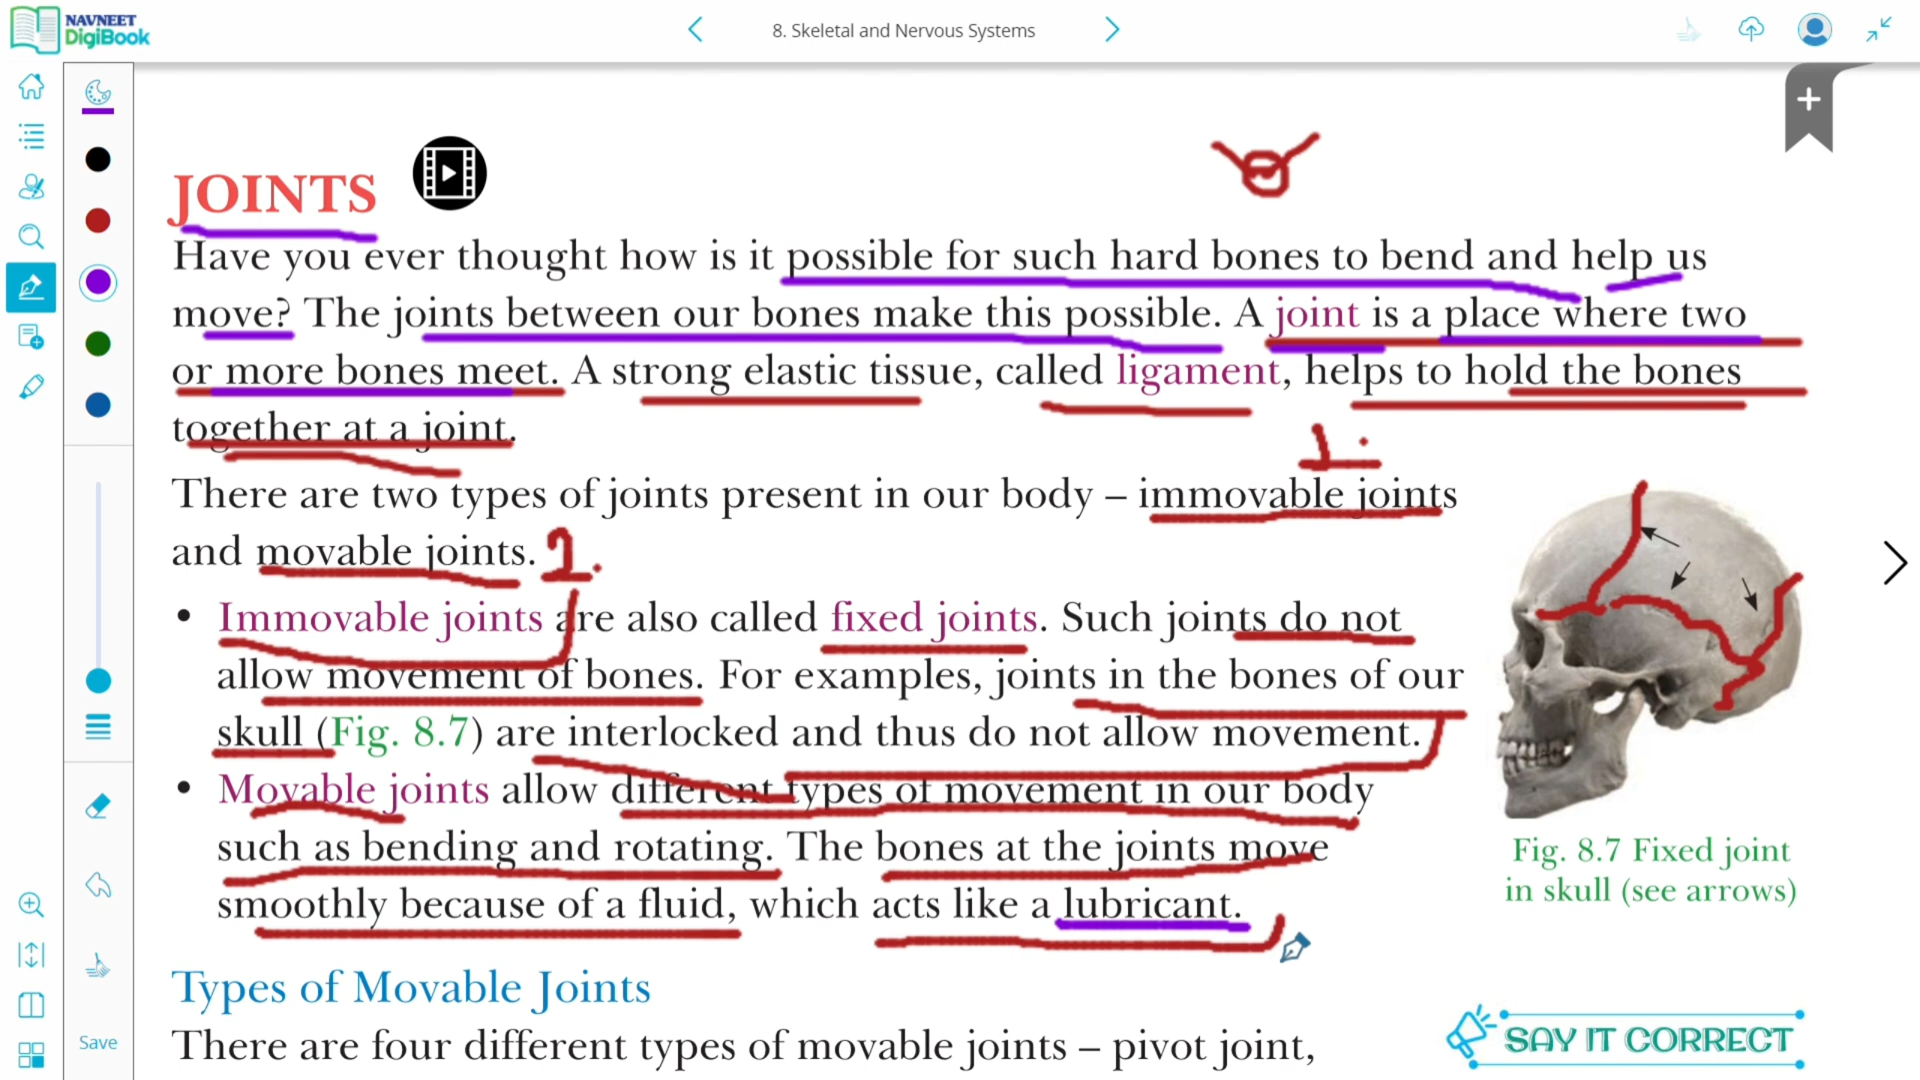 NAVNEET
DigiBook
8. Skeletal and Nervous Systems
JOINTS
Have you ever thought how is it possible for such hard bones to bend and help us
move? The joints between our bones make this possible. A joint is a place where two
or more bones meet. A strong elastic tissue, called ligament, helps to hold the bones
together at a joint.
1.
There are two types of joints present in our body – immovable joints
and movable joints. 2.
• Immovable joints are also called fixed joints. Such joints do not
allow movement of bones. For examples, joints in the bones of our
skull (Fig. 8.7) are interlocked and thus do not allow movement.
• Movable joints allow different types of movement in our body
such as bending and rotating. The bones at the joints move
smoothly because of a fluid, which acts like a lubricant.
Fig. 8.7 Fixed joint
in skull (see arrows)
Types of Movable Joints
There are four different types of movable joints – pivot joint,
SAY IT CORRECT
Save